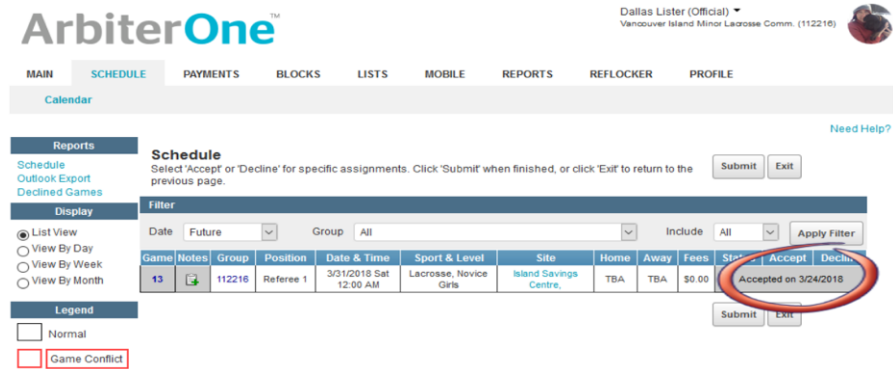 ArbiterOne™
Dallas Lister (Official)
Vancouver Island Minor Lacrosse Comm. (112216)
MAIN SCHEDULE PAYMENTS BLOCKS LISTS MOBILE REPORTS REFLOCKER PROFILE
Calendar
Need Help?
Reports
Schedule
Outlook Export
Declined Games
Display
List View
View By Day
View By Week
View By Month
Legend
Normal
Game Conflict
Schedule
Select 'Accept' or 'Decline' for specific assignments. Click 'Submit' when finished, or click 'Exit' to return to the
previous page.
Submit Exit
Filter
Date Future Group All Include All Apply Filter
Game Notes Group Position Date & Time Sport & Level Site Home Away Fees Status Accept Declin
13 112216 Referee 1 3/31/2018 Sat Lacrosse, Novice Island Savings TBA TBA $0.00 Accepted on 3/24/2018
12:00 AM Girls Centre,
Submit Exit